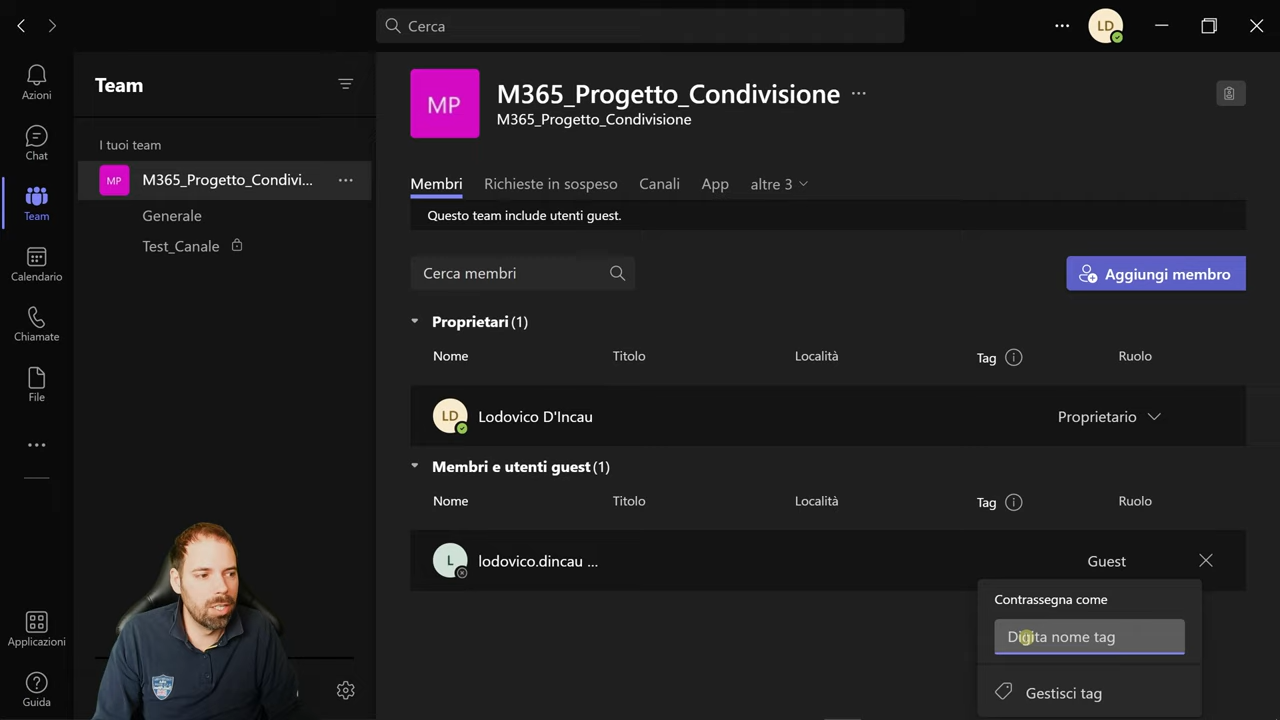 Cerca
LD
Azioni
Chat
Team
Calendario
Chiamate
File
Applicazioni
Guida
Team
I tuoi team
MP
M365_Progetto_Condivi...
Generale
Test_Canale
MP
M365_Progetto_Condivisione
M365_Progetto_Condivisione
Membri
Richieste in sospeso
Canali
App
altre 3
Questo team include utenti guest.
Cerca membri
Aggiungi membro
Proprietari (1)
Nome
Titolo
Località
Tag
Ruolo
LD
Lodovico D'Incau
Proprietario
Membri e utenti guest (1)
Nome
Titolo
Località
Tag
Ruolo
L
lodovico.dincau ...
Guest
Contrassegna come
Digita nome tag
Gestisci tag